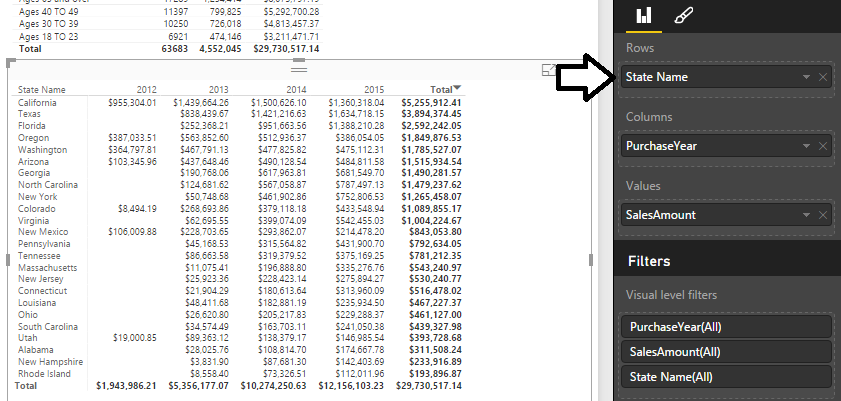 Ages 40 TO 49 11397 799,825 $5,292,700.28
Ages 30 TO 39 10250 726,018 $4,813,457.37
Ages 18 TO 23 6921 474,146 $3,211,471.71
Total 63683 4,552,045 $29,730,517.14
State Name 2012 2013 2014 2015 Total
California $955,304.01 $1,439,664.26 $1,500,626.10 $1,360,318.04 $5,255,912.41
Texas $838,439.67 $1,421,216.63 $1,634,718.15 $3,894,374.45
Florida $252,368.21 $951,663.56 $1,388,210.28 $2,592,242.05
Oregon $387,033.51 $563,852.60 $512,936.37 $386,054.05 $1,849,876.53
Washington $364,797.81 $467,791.13 $477,825.82 $475,112.31 $1,785,527.07
Arizona $103,345.96 $437,648.46 $490,128.54 $484,811.58 $1,515,934.54
Georgia $190,768.06 $617,963.81 $681,549.70 $1,490,281.57
North Carolina $124,681.62 $567,058.87 $787,497.13 $1,479,237.62
New York $50,748.68 $461,902.86 $752,806.53 $1,265,458.07
Colorado $8,494.19 $268,693.86 $379,118.18 $433,548.94 $1,089,855.17
Virginia $62,695.55 $399,074.09 $542,455.03 $1,004,224.67
New Mexico $106,009.88 $228,703.65 $293,862.07 $214,478.20 $843,053.80
Pennsylvania $45,168.53 $315,564.82 $431,900.70 $792,634.05
Tennessee $86,663.58 $319,379.52 $375,169.25 $781,212.35
Massachusetts $11,075.41 $196,888.80 $335,276.76 $543,240.97
New Jersey $25,923.36 $228,423.14 $275,894.27 $530,240.77
Connecticut $21,904.29 $180,613.64 $313,960.09 $516,478.02
Louisiana $48,411.68 $182,881.19 $235,934.50 $467,227.37
Ohio $26,620.80 $205,217.83 $229,288.37 $461,127.00
South Carolina $34,574.49 $163,703.11 $241,050.38 $439,327.98
Utah $19,000.85 $89,363.12 $138,379.17 $146,985.54 $393,728.68
Alabama $28,025.76 $108,814.70 $174,667.78 $311,508.24
New Hampshire $3,831.90 $87,681.30 $142,403.69 $233,916.89
Rhode Island $8,558.40 $73,326.51 $112,011.96 $193,896.87
Total $1,943,986.21 $5,356,177.07 $10,274,250.63 $12,156,103.23 $29,730,517.14
Rows
State Name
Columns
PurchaseYear
Values
SalesAmount
Filters
Visual level filters
PurchaseYear(All)
SalesAmount(All)
State Name(All)